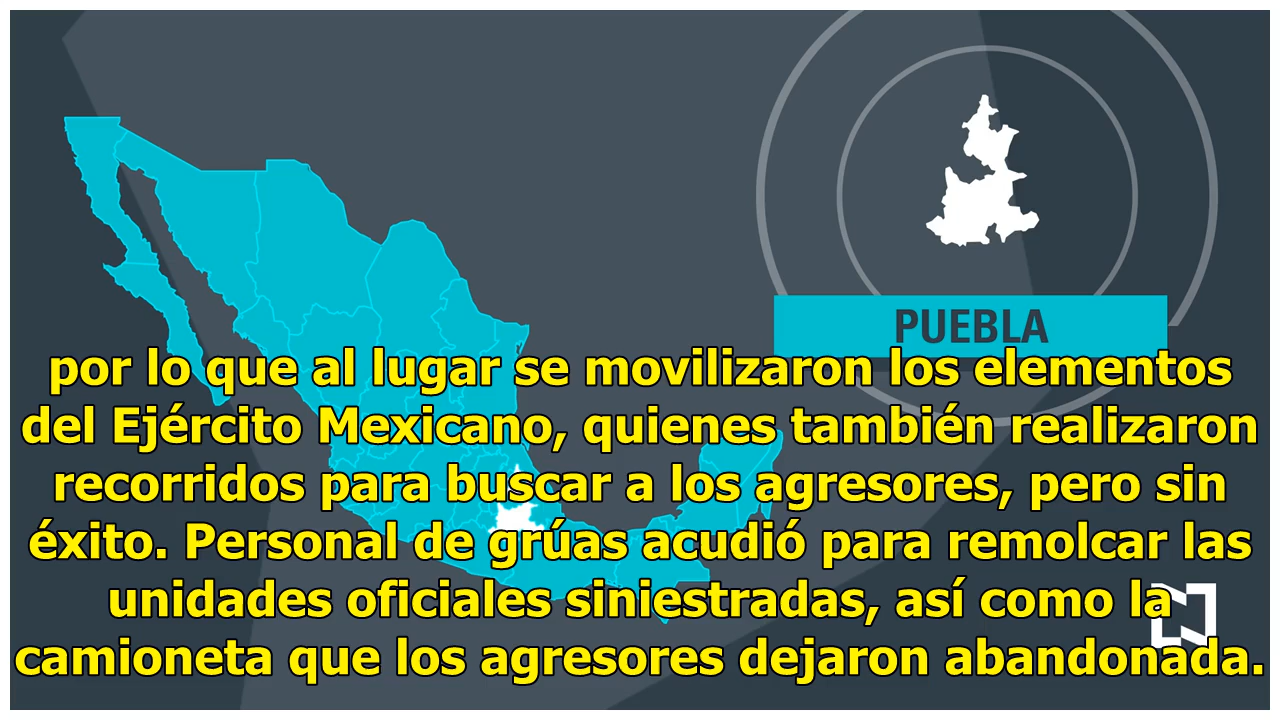 PUEBLA
por lo que al lugar se movilizaron los elementos
del Ejército Mexicano, quienes también realizaron
recorridos para buscar a los agresores, pero sin
éxito. Personal de grúas acudió para remolcar las
unidades oficiales siniestradas, así como la
camioneta que los agresores dejaron abandonada.